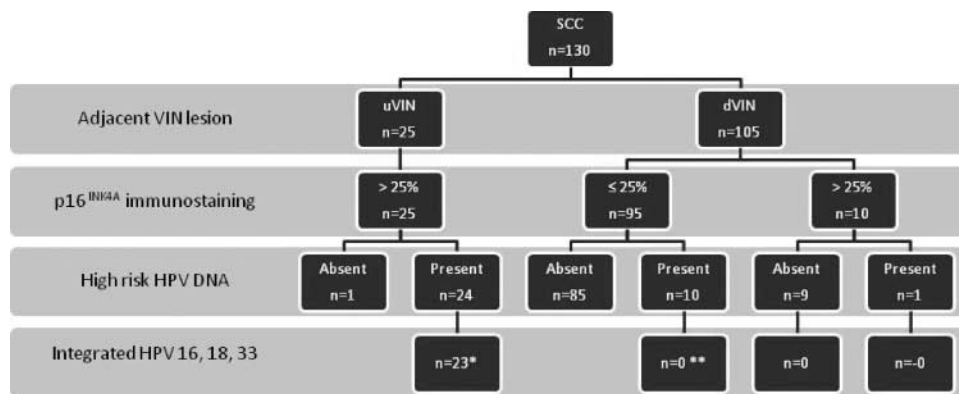 SCC
n=130
Adjacent VIN lesion
uVIN
n=25
dVIN
n=105
p16 INK4A immunostaining
> 25%
n=25
≤ 25%
n=95
> 25%
n=10
High risk HPV DNA
Absent
n=1
Present
n=24
Absent
n=85
Present
n=10
Absent
n=9
Present
n=1
Integrated HPV 16, 18, 33
n=23*
n=0 **
n=0
n=-0